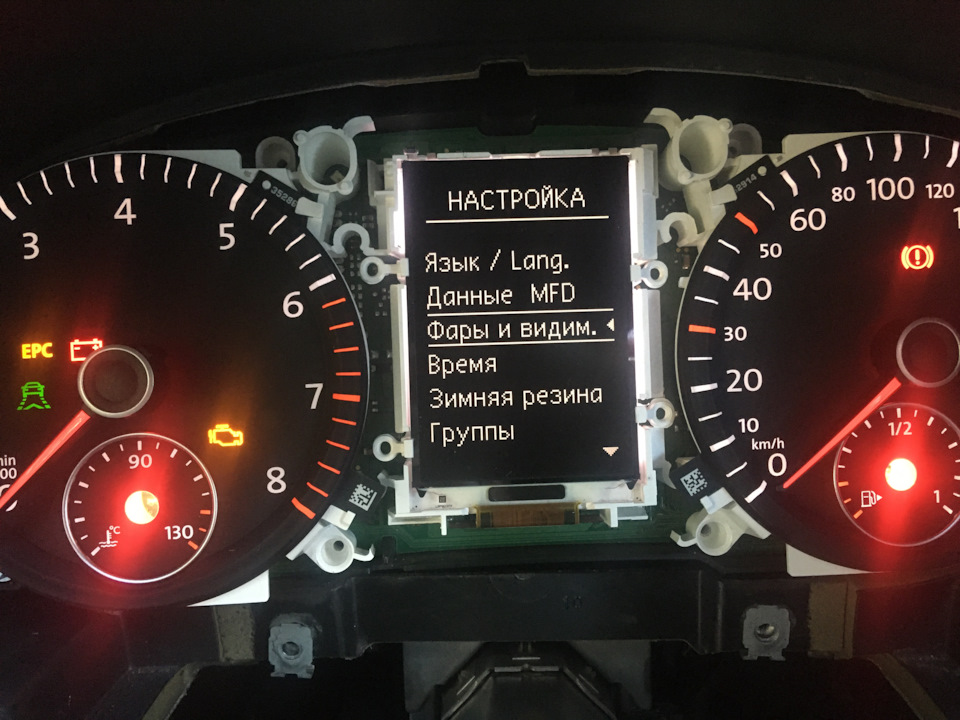 НАСТРОЙКА
Язык / Lang.
Данные MFD
Фары и видим.
Время
Зимняя резина
Группы
3
4
5
6
7
8
EPC
90
130
°C
0
10
20
30
40
50
60
80
100
120
km/h
1/2
1